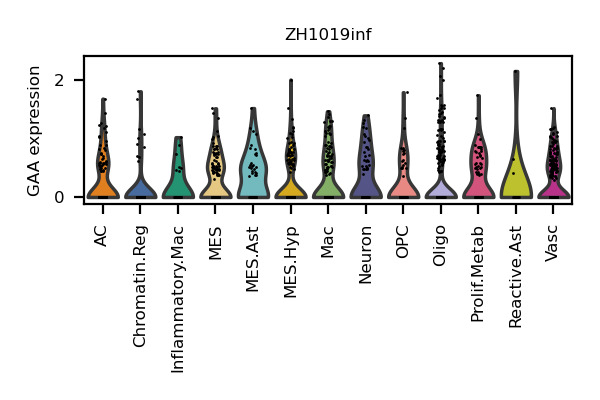 ZH1019inf
GAA expression
2
0
AC
Chromatin.Reg
Inflammatory.Mac
MES
MES.Ast
MES.Hyp
Mac
Neuron
OPC
Oligo
Prolif.Metab
Reactive.Ast
Vasc